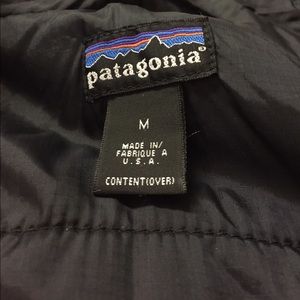 patagonia®
M
MADE IN/
FABRIQUE A
U.S.A.
CONTENT(OVER)